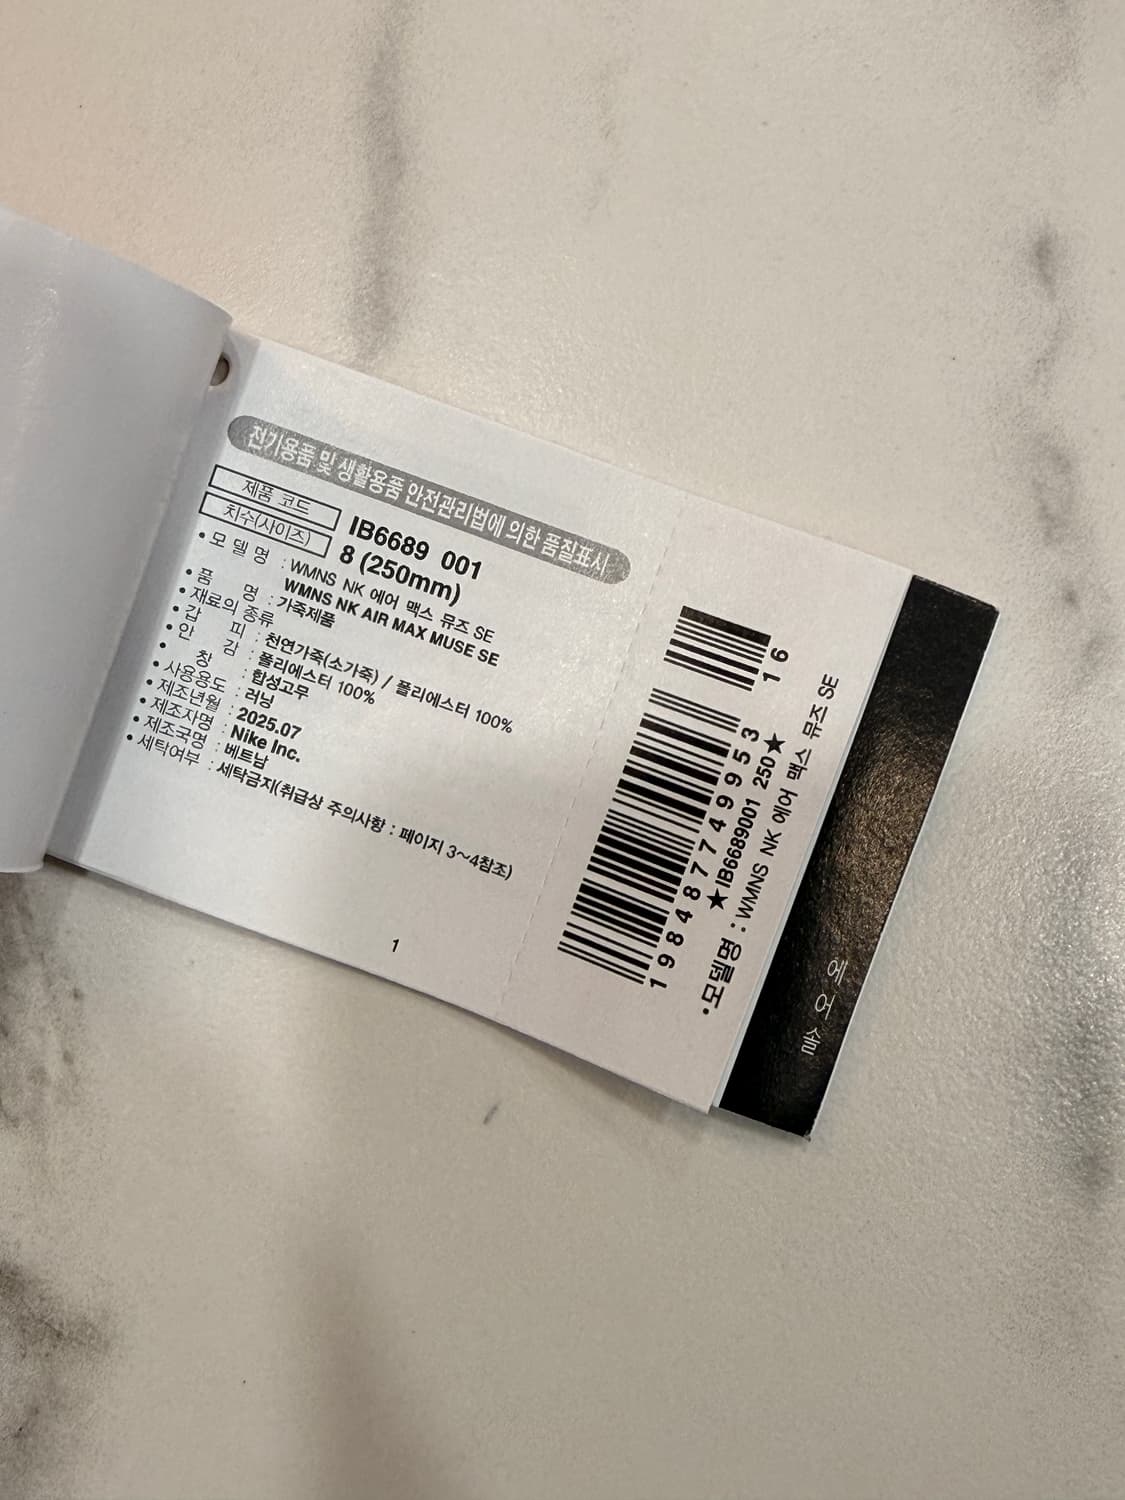 전기용품 및 생활용품 안전관리법에 의한 품질표시
제품 코드 IB6689 001
치수(사이즈) 8 (250mm)
• 모 델 명 : WMNS NK 에어 맥스 뮤즈 SE
WMNS NK AIR MAX MUSE SE
• 품 명 : 가죽제품
• 재료의 종류
• 갑 피 : 천연가죽(소가죽) / 폴리에스터 100%
• 안 감 : 폴리에스터 100%
• 창 : 합성고무
• 사용용도 : 러닝
• 제조년월 : 2025.07
• 제조자명 : Nike Inc.
• 제조국명 : 베트남
• 세탁여부 : 세탁금지(취급상 주의사항 : 페이지 3~4참조)
1
198487749953 16
★IB6689001 250★
•모델명 : WMNS NK 에어 맥스 뮤즈 SE
에어솔